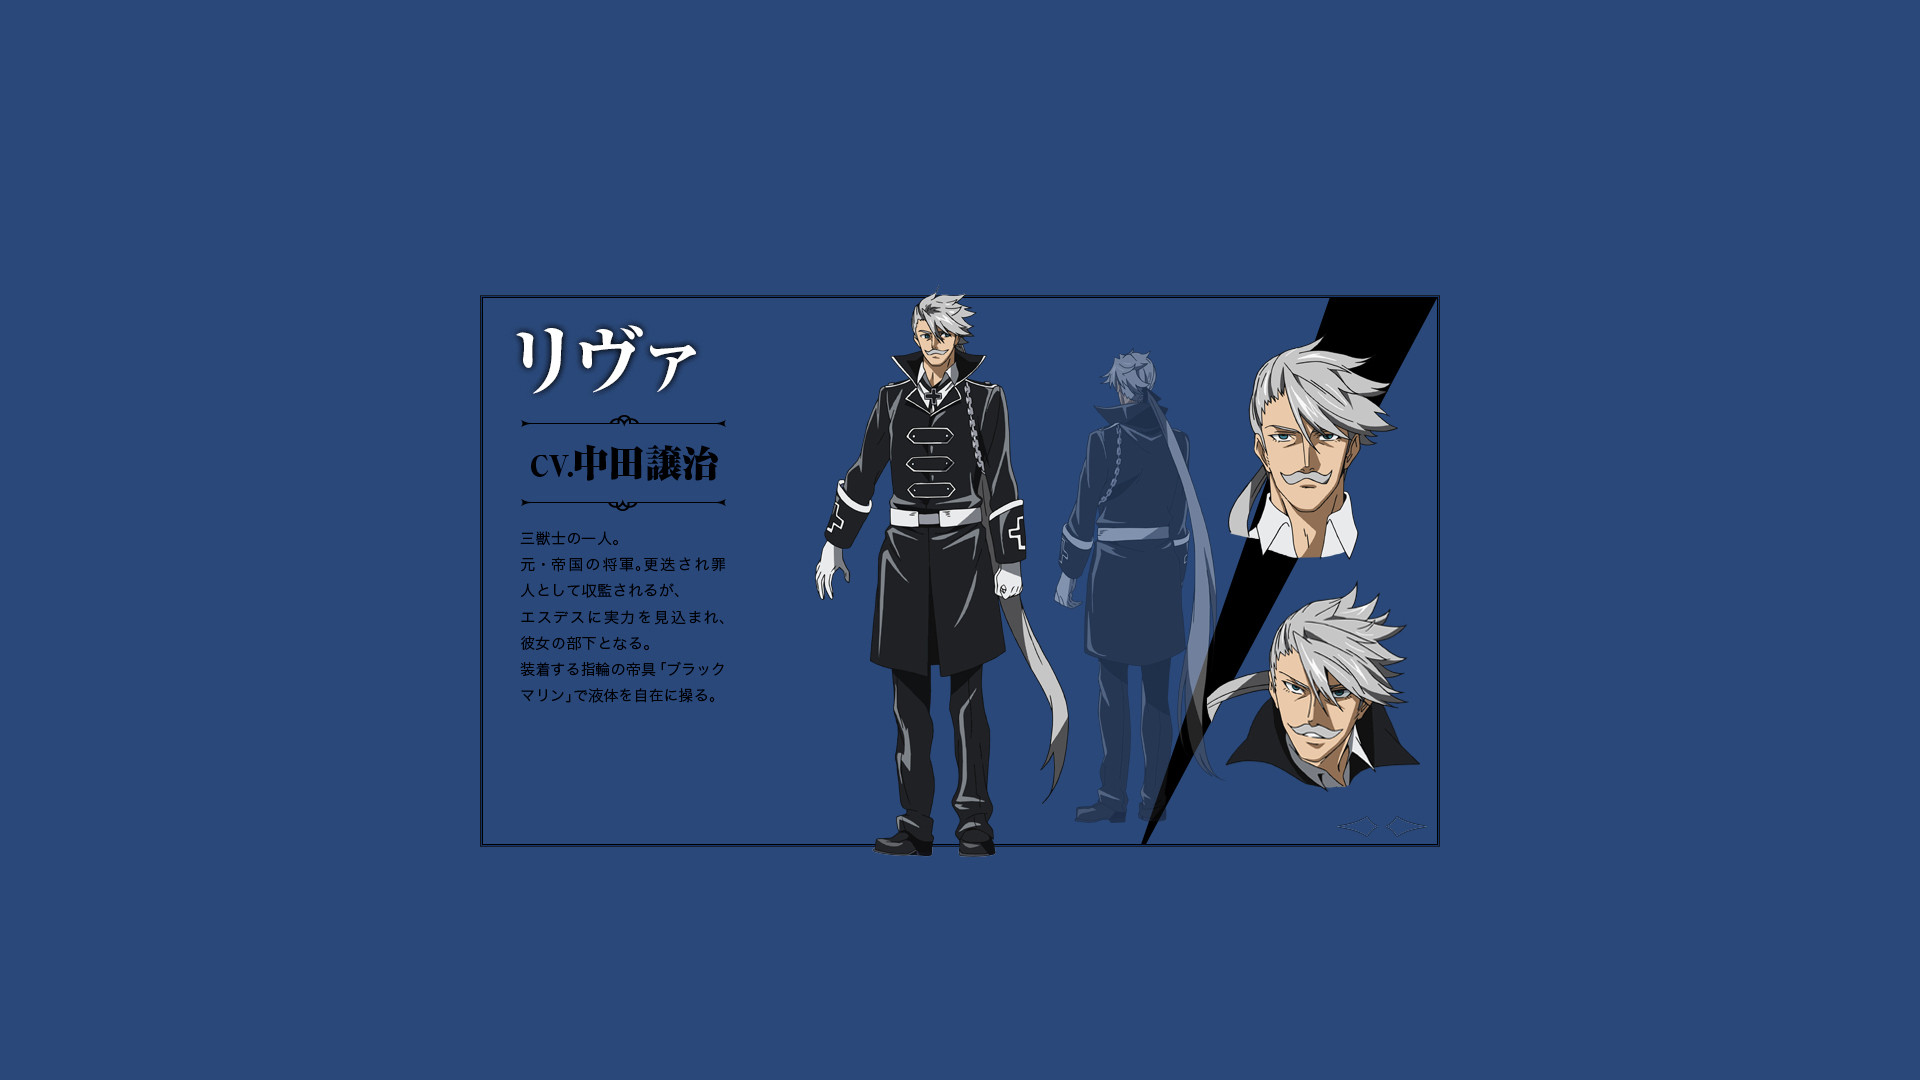 リヴァ
CV.中田譲治
三獣士の一人。
元・帝国の将軍。更迭され罪
人として収監されるが、
エスデスに実力を見込まれ、
彼女の部下となる。
装着する指輪の帝具「ブラック
マリン」で液体を自在に操る。